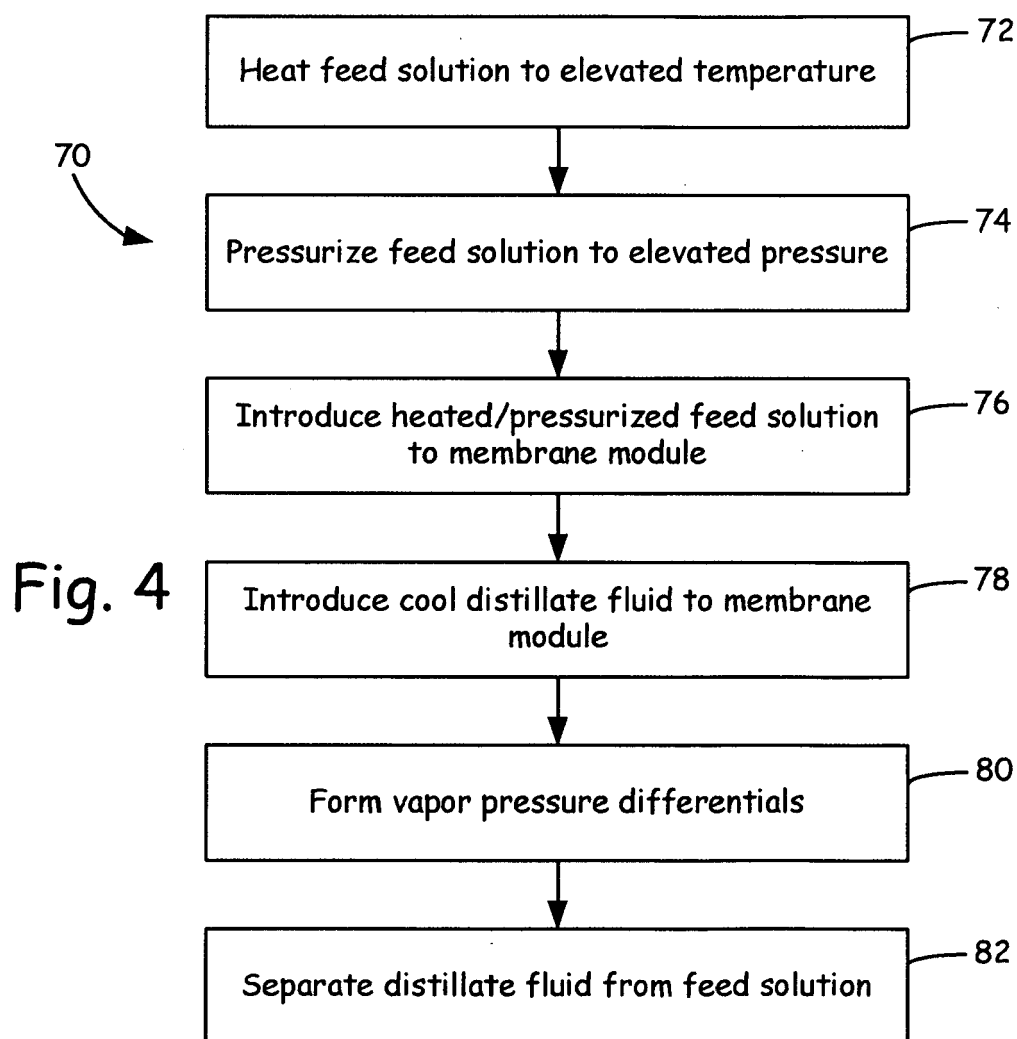 72
Heat feed solution to elevated temperature
70
74
Pressurize feed solution to elevated pressure
76
Introduce heated/pressurized feed solution
to membrane module
Fig. 4
78
Introduce cool distillate fluid to membrane
module
80
Form vapor pressure differentials
82
Separate distillate fluid from feed solution